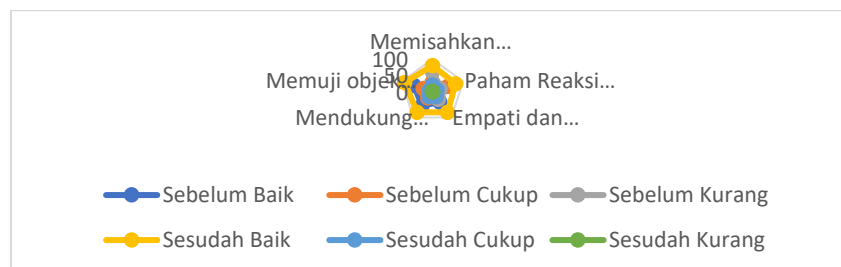 Memisahkan...
100
50
0
Memuji objek...
Paham Reaksi...
Mendukung...
Empati dan...
Sebelum Baik
Sebelum Cukup
Sebelum Kurang
Sesudah Baik
Sesudah Cukup
Sesudah Kurang